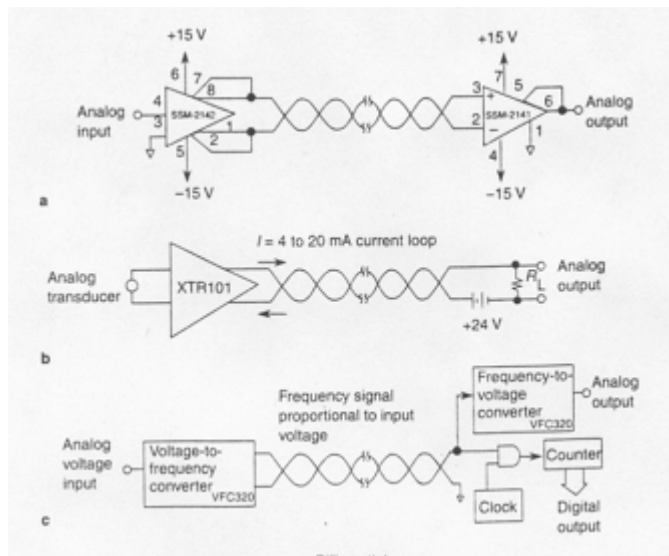 +15 V
6
7
8
Analog
input
4
3
SSM-2142
1
2
5
−15 V
+15 V
7
5
3
+
6
SSM-2141
Analog
output
2
−
1
4
−15 V
a
I = 4 to 20 mA current loop
Analog
transducer
XTR101
R
L
Analog
output
+24 V
b
Frequency signal
proportional to input
voltage
Frequency-to-
voltage
converter
VFC320
Analog
output
Analog
voltage
input
Voltage-to-
frequency
converter
VFC320
Counter
Clock
Digital
output
c